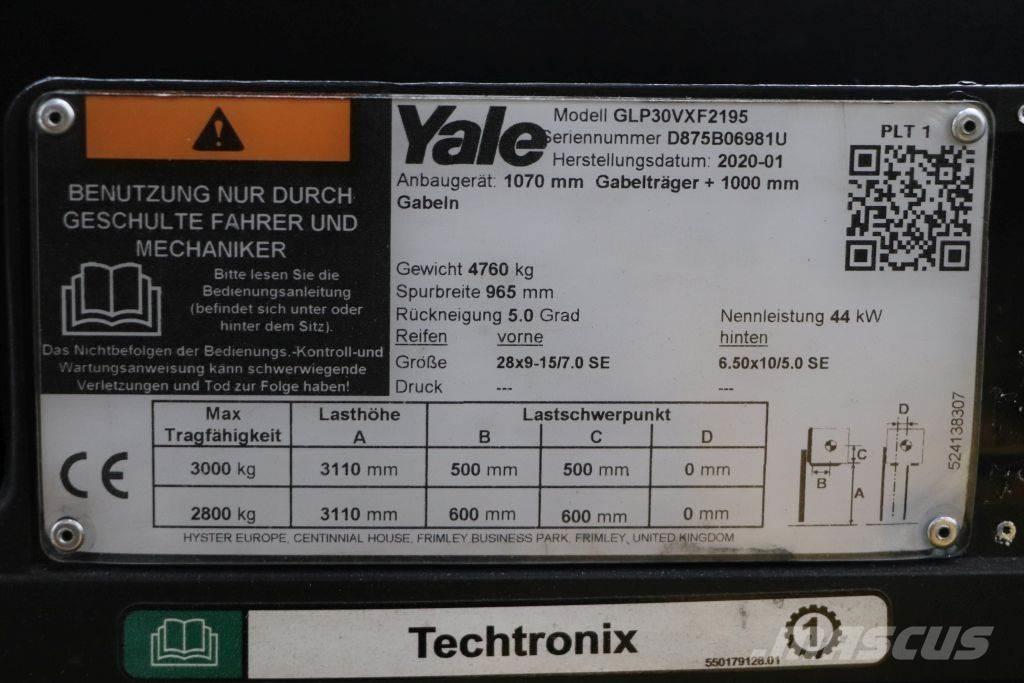 BENUTZUNG NUR DURCH
GESCHULTE FAHRER UND
MECHANIKER
Bitte lesen Sie die
Bedienungsanleitung
(befindet sich unter oder
hinter dem Sitz).
Das Nichtbefolgen der Bedienungs.-Kontroll-und
Wartungsanweisung kann schwerwiegende
Verletzungen und Tod zur Folge haben!
Yale
Modell GLP30VXF2195
Seriennummer D875B06981U
Herstellungsdatum: 2020-01
Anbaugerät: 1070 mm Gabelträger + 1000 mm
Gabeln
PLT 1
Gewicht 4760 kg
Spurbreite 965 mm
Rückneigung 5.0 Grad Nennleistung 44 kW
Reifen vorne hinten
Größe 28x9-15/7.0 SE 6.50x10/5.0 SE
Druck --- ---
Max Lasthöhe Lastschwerpunkt
Tragfähigkeit A B C D
3000 kg 3110 mm 500 mm 500 mm 0 mm
2800 kg 3110 mm 600 mm 600 mm 0 mm
CE
D
C
B
A
524138307
HYSTER EUROPE, CENTINNIAL HOUSE, FRIMLEY BUSINESS PARK, FRIMLEY, UNITED KINGDOM
Techtronix
1
550179128.01
MASCUS